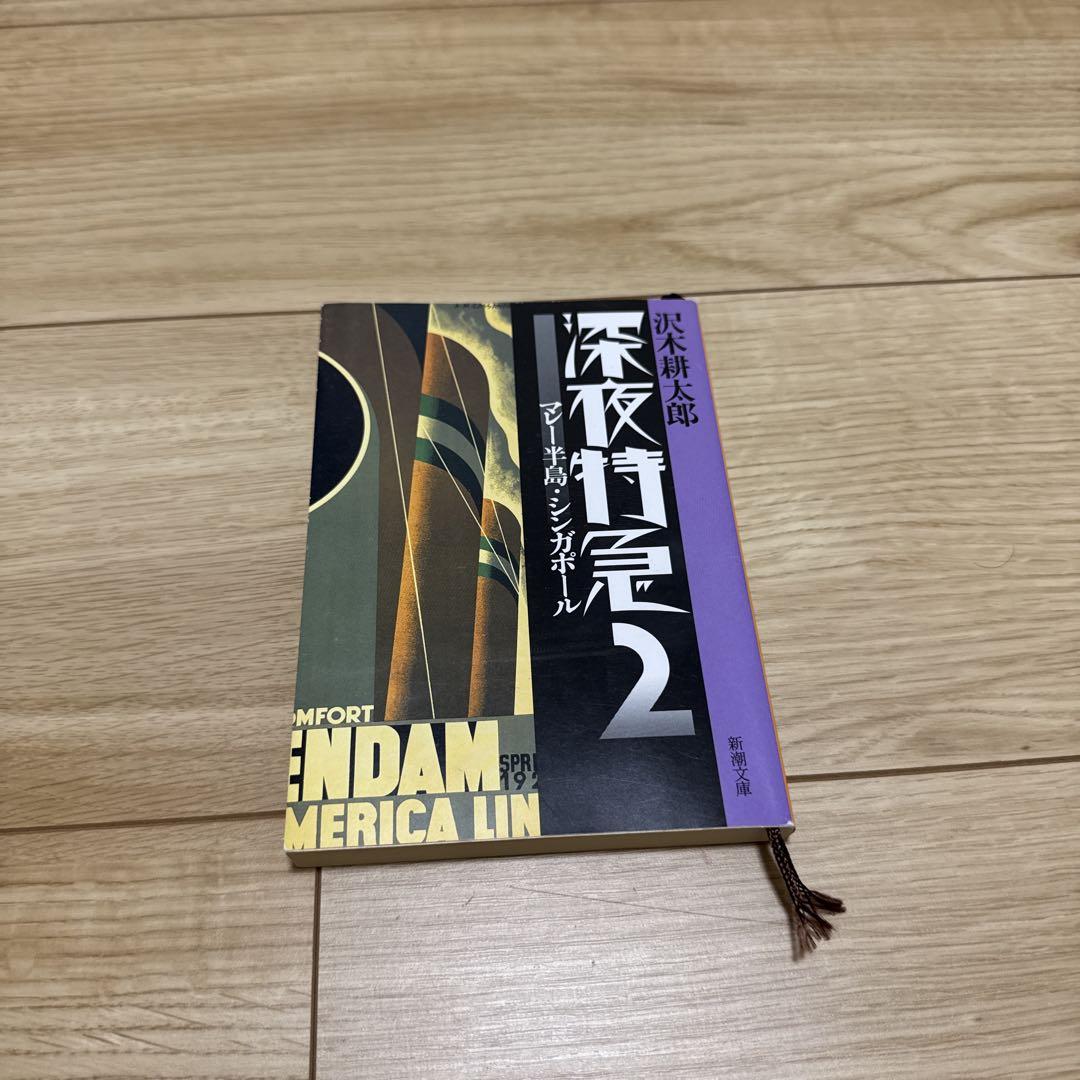 沢木耕太郎
深夜特急2
マレー半島・シンガポール
新潮文庫
OMFORT
ENDAM
SPRI
192
MERICA LIN